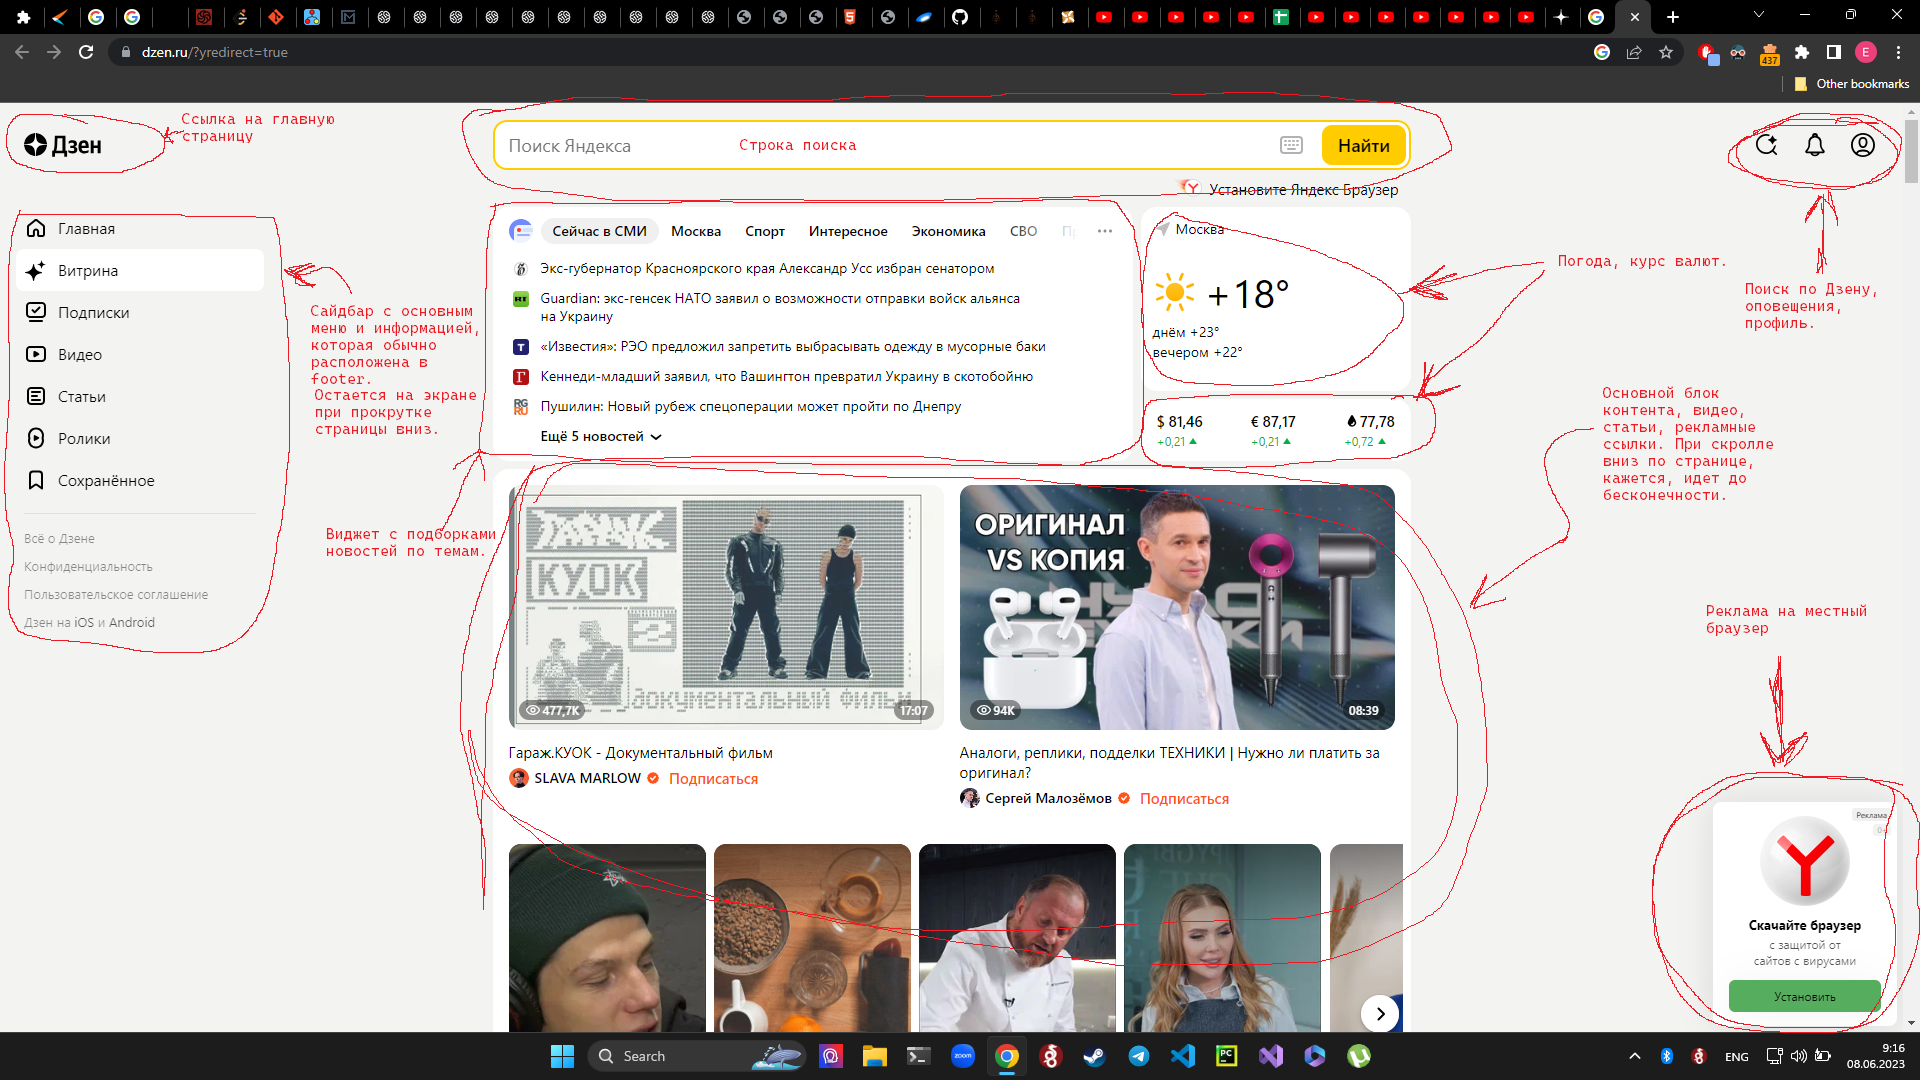 dzen.ru/?yredirect=true
437
E
Other bookmarks
Дзен
Ссылка на главную
страницу
Поиск Яндекса
Строка поиска
Найти
Установите Яндекс Браузер
Главная
Витрина
Подписки
Видео
Статьи
Ролики
Сохранённое
Всё о Дзене
Конфиденциальность
Пользовательское соглашение
Дзен на iOS и Android
Сайдбар с основным
меню и информацией,
которая обычно
расположена в
footer.
Остается на экране
при прокрутке
страницы вниз.
Виджет с подборками
новостей по темам.
Сейчас в СМИ Москва Спорт Интересное Экономика СВО
Экс-губернатор Красноярского края Александр Усс избран сенатором
Guardian: экс-генсек НАТО заявил о возможности отправки войск альянса
на Украину
«Известия»: РЭО предложил запретить выбрасывать одежду в мусорные баки
Кеннеди-младший заявил, что Вашингтон превратил Украину в скотобойню
Пушилин: Новый рубеж спецоперации может пройти по Днепру
Ещё 5 новостей
Москва
+18°
днём +23°
вечером +22°
$ 81,46 € 87,17 77,78
+0,21 +0,21 +0,72
Погода, курс валют.
Поиск по Дзену,
оповещения,
профиль.
Основной блок
контента, видео,
статьи, рекламные
ссылки. При скролле
вниз по странице,
кажется, идет до
бесконечности.
Реклама на местный
браузер
КУОК
ДОКУМЕНТАЛЬНЫЙ ФИЛЬМ
477,7K
17:07
ОРИГИНАЛ
VS КОПИЯ
94K
08:39
Гараж.КУОК - Документальный фильм
SLAVA MARLOW Подписаться
Аналоги, реплики, подделки ТЕХНИКИ | Нужно ли платить за
оригинал?
Сергей Малозёмов Подписаться
Реклама
Скачайте браузер
с защитой от
сайтов с вирусами
Установить
Search
zoom
ENG
9:16
08.06.2023